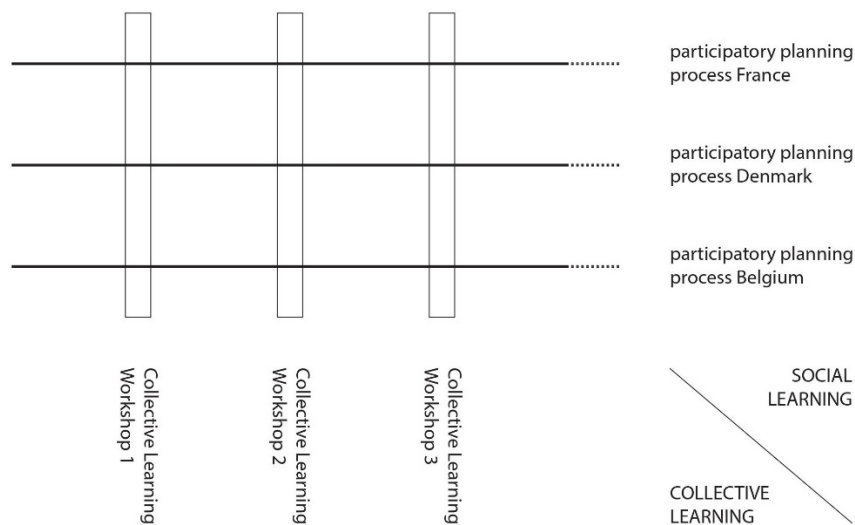 participatory planning
process France
participatory planning
process Denmark
participatory planning
process Belgium
Collective Learning
Workshop 1
Collective Learning
Workshop 2
Collective Learning
Workshop 3
SOCIAL
LEARNING
COLLECTIVE
LEARNING